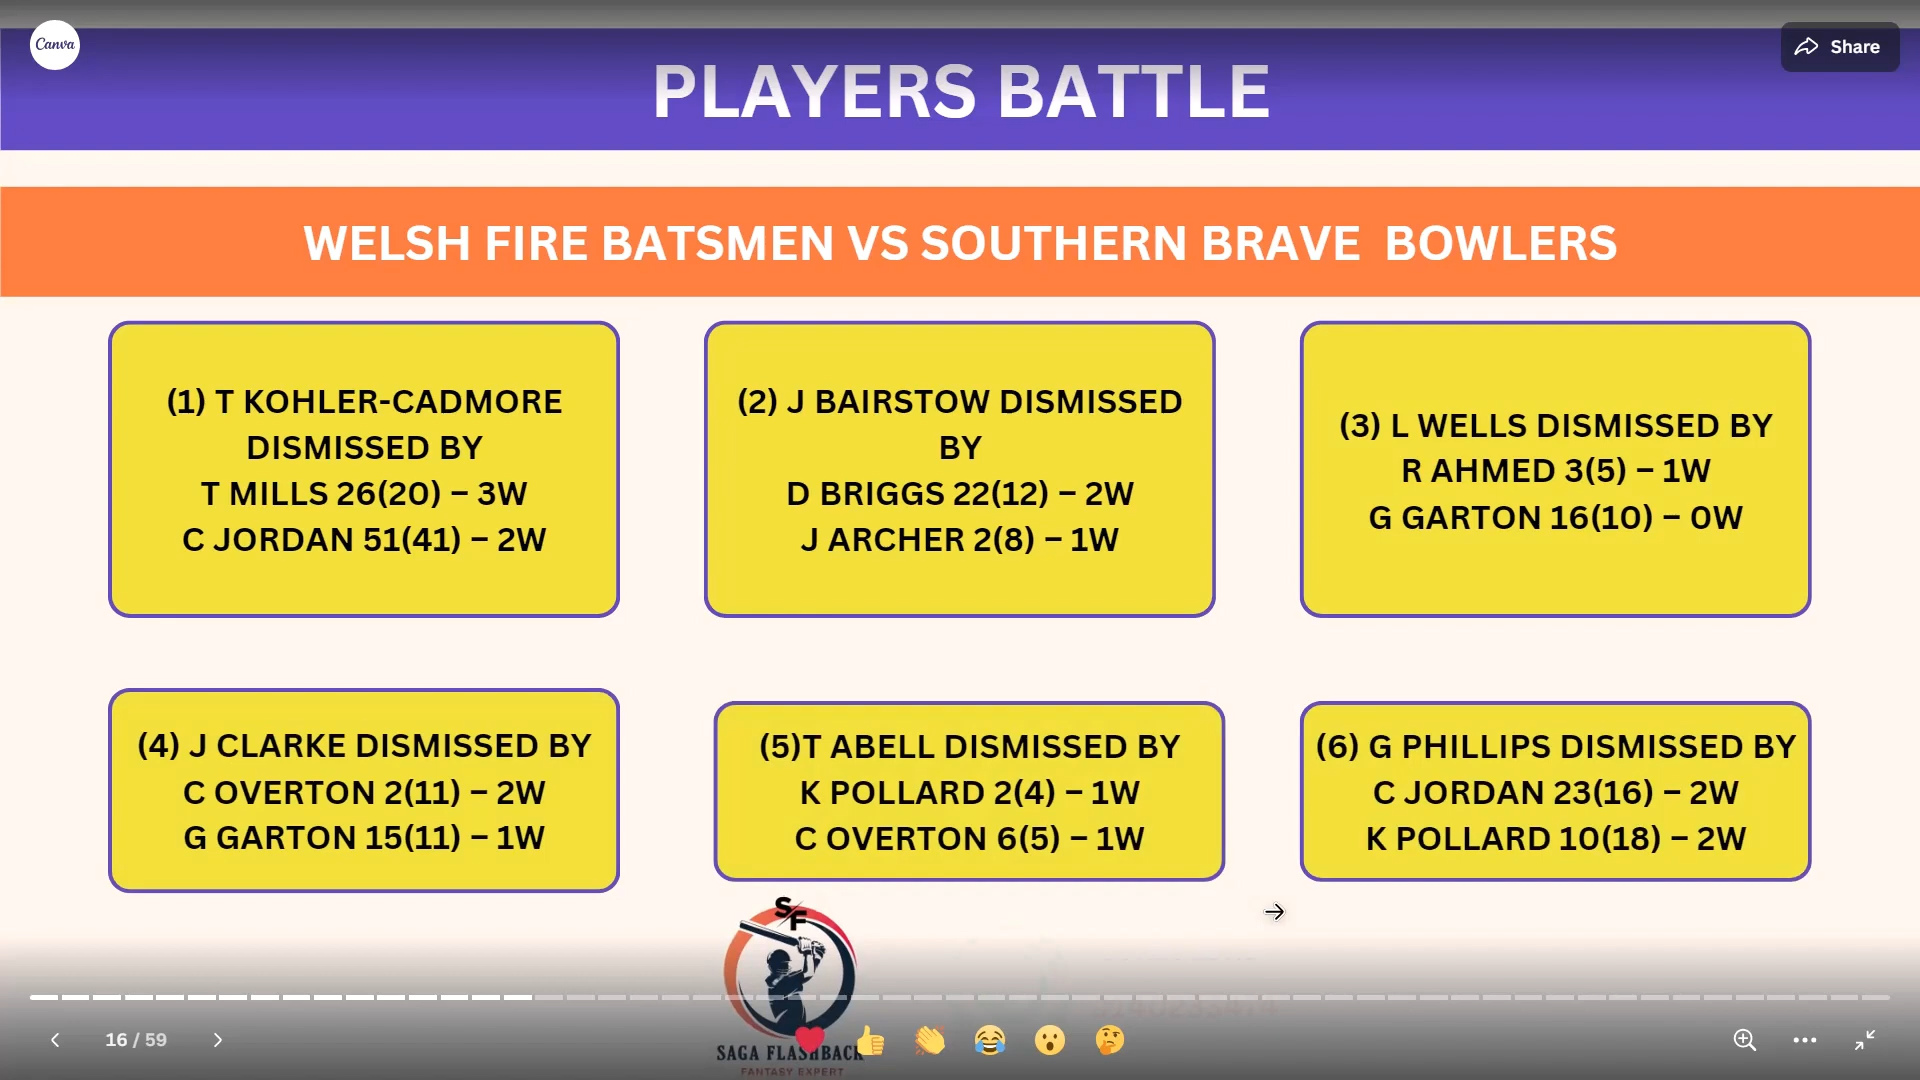 Canva
Share
PLAYERS BATTLE
WELSH FIRE BATSMEN VS SOUTHERN BRAVE BOWLERS
(1) T KOHLER-CADMORE
DISMISSED BY
T MILLS 26(20) – 3W
C JORDAN 51(41) – 2W
(2) J BAIRSTOW DISMISSED
BY
D BRIGGS 22(12) – 2W
J ARCHER 2(8) – 1W
(3) L WELLS DISMISSED BY
R AHMED 3(5) – 1W
G GARTON 16(10) – 0W
(4) J CLARKE DISMISSED BY
C OVERTON 2(11) – 2W
G GARTON 15(11) – 1W
(5)T ABELL DISMISSED BY
K POLLARD 2(4) – 1W
C OVERTON 6(5) – 1W
(6) G PHILLIPS DISMISSED BY
C JORDAN 23(16) – 2W
K POLLARD 10(18) – 2W
SF
16 / 59
SAGA FLASHBACK
FANTASY EXPERT